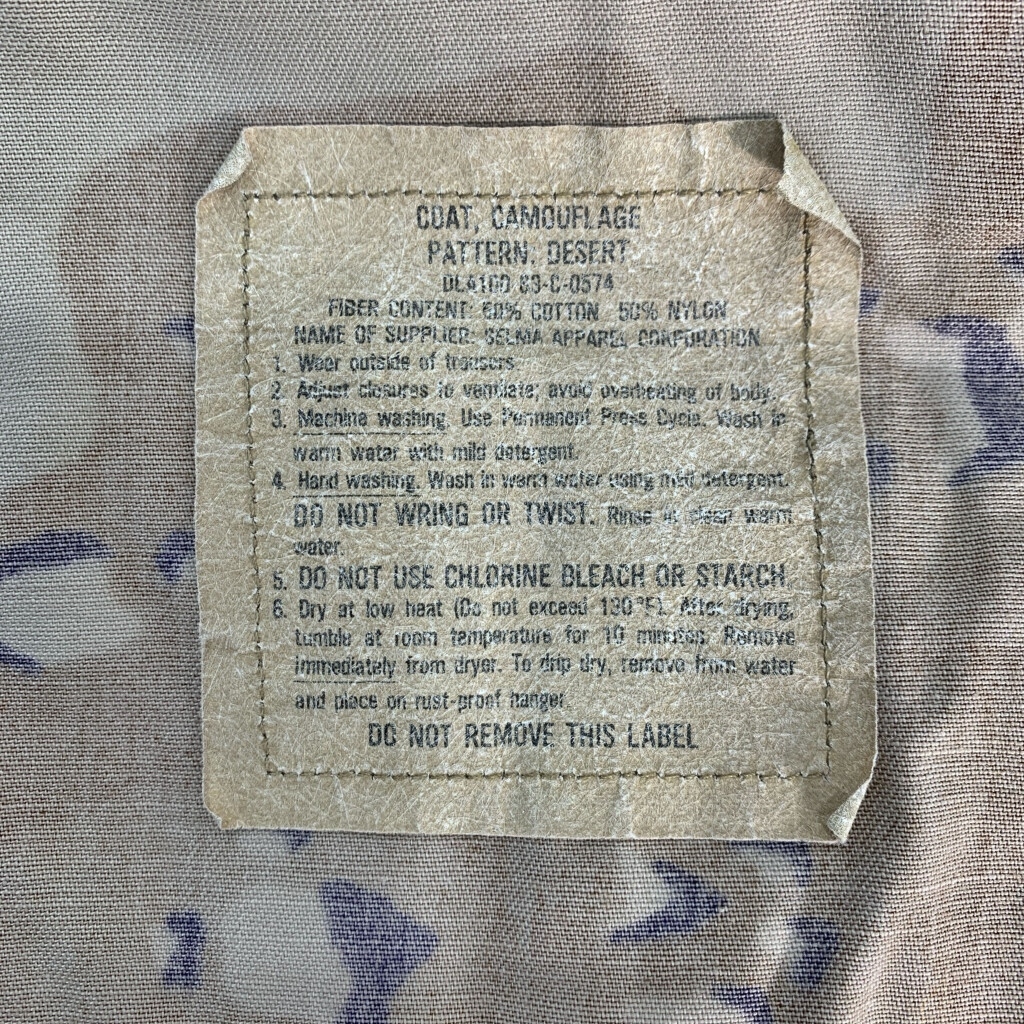 COAT, CAMOUFLAGE
PATTERN: DESERT
83-C-0574
FIBER CONTENT: 50% COTTON 50% NYLON
NAME OF SUPPLIER: SELMA APPAREL CORPORATION
1. Wear outside of trousers.
2. Adjust closures to ventilate; avoid overheating of body.
3. Machine washing. Use Permanent Press Cycle. Wash in
warm water with mild detergent.
4. Hand washing. Wash in warm water using mild detergent.
DO NOT WRING OR TWIST. Rinse in clean warm
water.
5. DO NOT USE CHLORINE BLEACH OR STARCH.
6. Dry at low heat (Do not exceed 130°F). After drying,
tumble at room temperature for 10 minutes. Remove
immediately from dryer. To drip dry, remove from water
and place on rust-proof hanger.
DO NOT REMOVE THIS LABEL